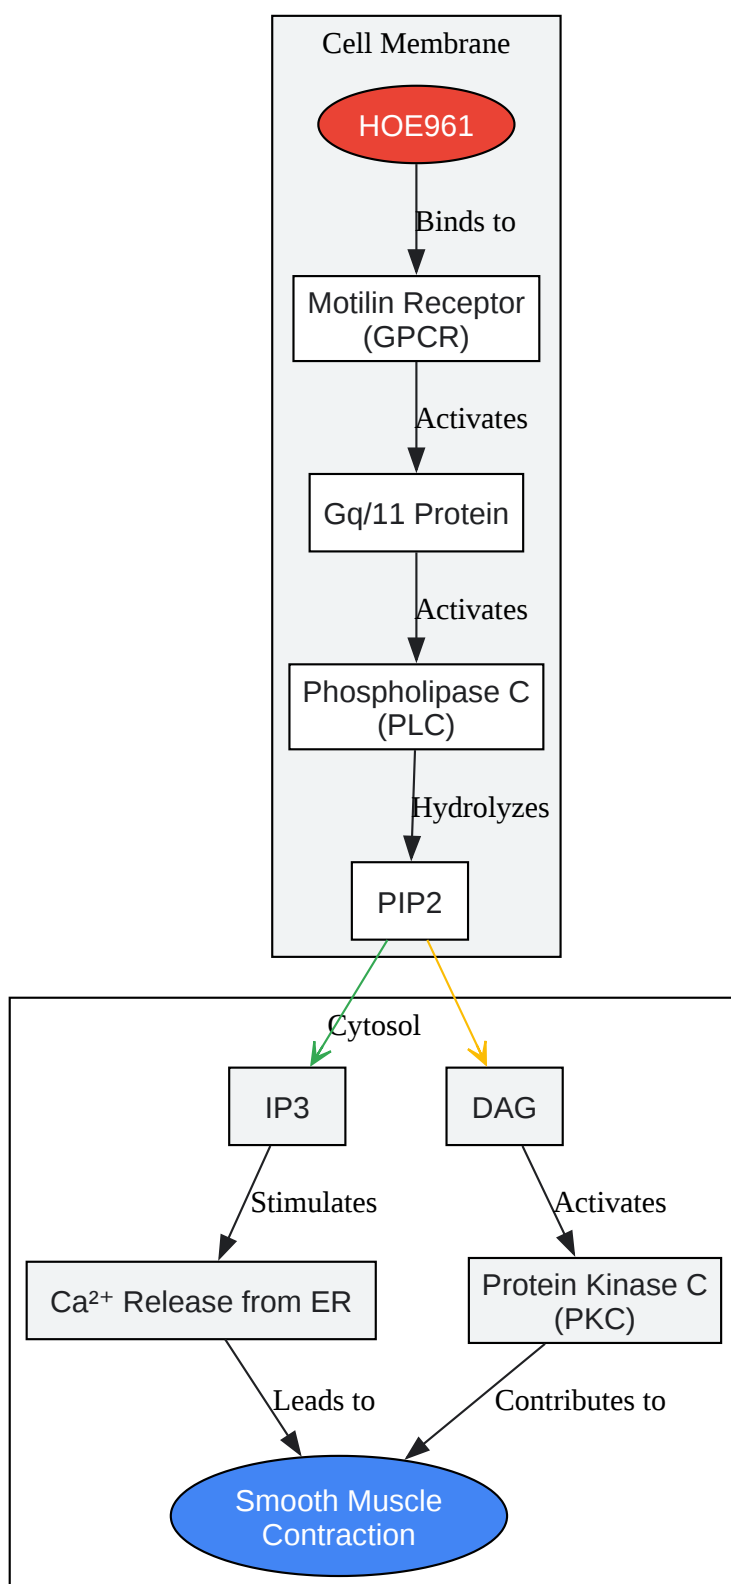 Cell Membrane
HOE961
Binds to
Motilin Receptor
(GPCR)
Activates
Gq/11 Protein
Activates
Phospholipase C
(PLC)
Hydrolyzes
PIP2
Cytosol
IP3
DAG
Stimulates
Activates
Ca²⁺ Release from ER
Protein Kinase C
(PKC)
Leads to
Contributes to
Smooth Muscle
Contraction